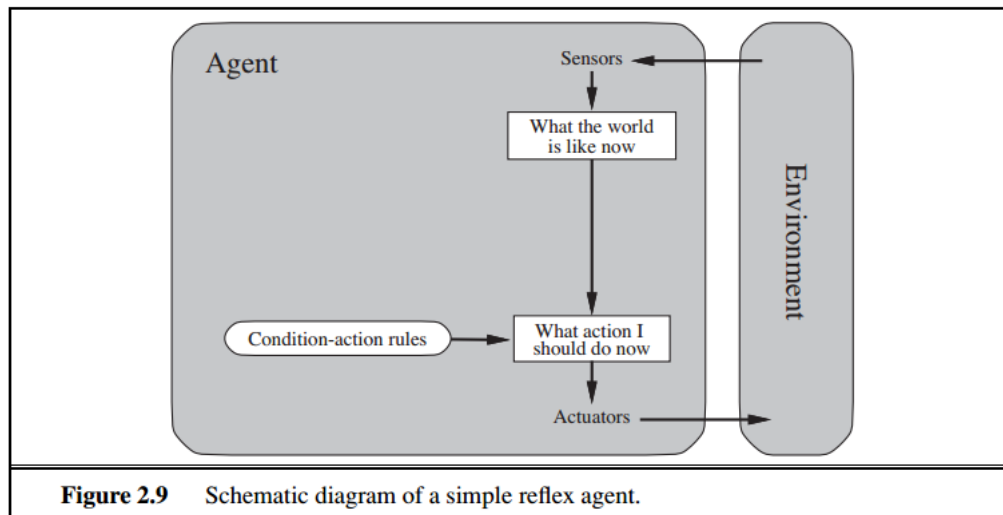 Agent
Sensors
What the world
is like now
Environment
Condition-action rules
What action I
should do now
Actuators
Figure 2.9 Schematic diagram of a simple reflex agent.